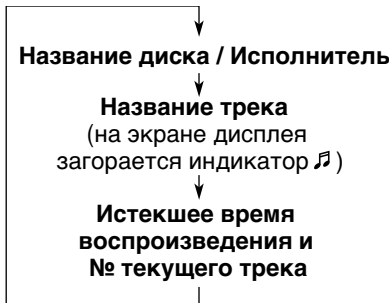 Название диска / Исполнитель
Название трека
(на экране дисплея
загорается индикатор ♬)
Истекшее время
воспроизведения и
№ текущего трека